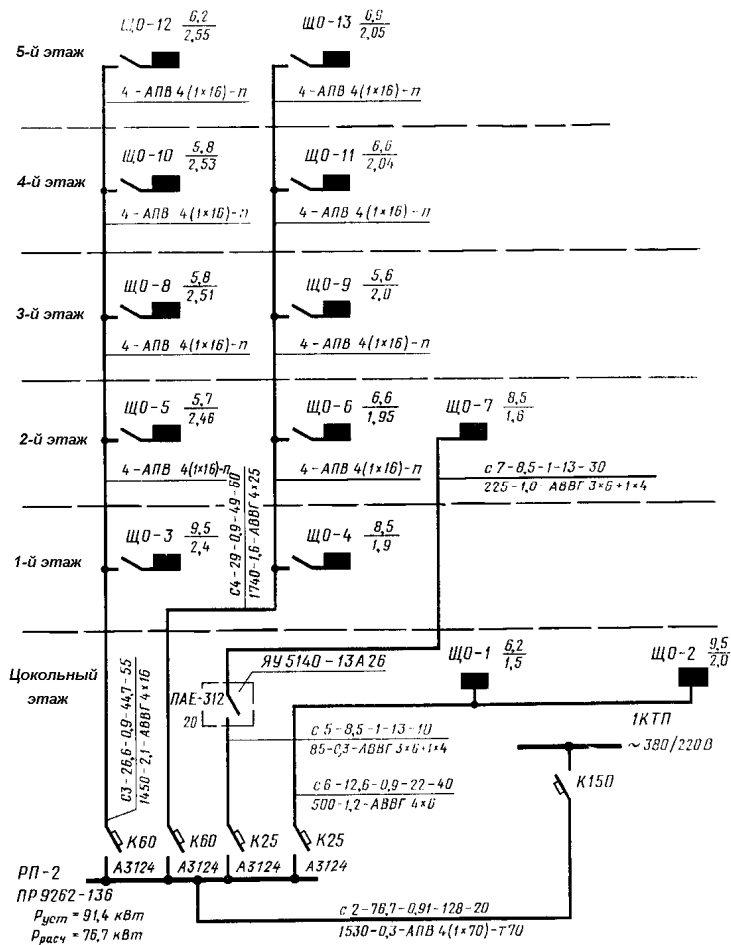 ЩО-12 6,2/2,55
ЩО-13 6,9/2,05
5-й этаж
4-АПВ 4(1×16)-п
4-АПВ 4(1×16)-п
ЩО-10 5,8/2,53
ЩО-11 6,6/2,04
4-й этаж
4-АПВ 4(1×16)-п
4-АПВ 4(1×16)-п
ЩО-8 5,8/2,51
ЩО-9 5,6/2,0
3-й этаж
4-АПВ 4(1×16)-п
4-АПВ 4(1×16)-п
ЩО-5 5,7/2,46
ЩО-6 6,6/1,95
ЩО-7 8,5/1,6
2-й этаж
4-АПВ 4(1×16)-п
4-АПВ 4(1×16)-п
с7-8,5-1-13-30
225-1,0-АВВГ 3×6+1×4
С4-29-0,9-49-60
1740-1,6-АВВГ 4×25
ЩО-3 9,5/2,4
ЩО-4 8,5/1,9
1-й этаж
Цокольный
этаж
ЯУ5140-13А26
ЩО-1 6,2/1,5
ЩО-2 9,5/2,0
ПАЕ-312
20
1КТП
~380/220В
С3-26,6-0,9-44,7-55
1450-2,1-АВВГ 4×16
с5-8,5-1-13-10
85-0,3-АВВГ 3×6+1×4
с6-12,6-0,9-22-40
500-1,2-АВВГ 4×6
К150
К60
К60
К25
К25
А3124
А3124
А3124
А3124
РП-2
ПР9262-136
Руст = 91,4 кВт
Ррасч = 76,7 кВт
с2-76,7-0,91-128-20
1530-0,3-АПВ 4(1×70)-Т70